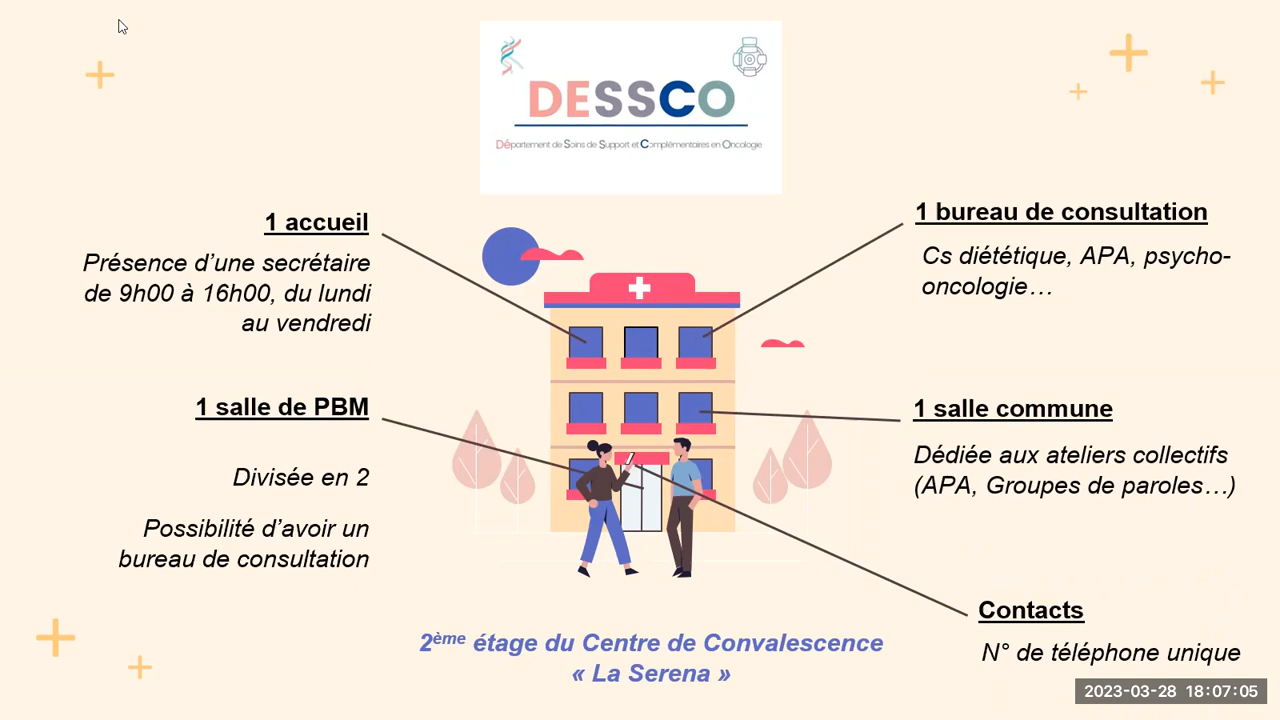 DESSCO
Département de Soins de Support et Complémentaires en Oncologie
1 accueil
Présence d’une secrétaire
de 9h00 à 16h00, du lundi
au vendredi
1 salle de PBM
Divisée en 2
Possibilité d’avoir un
bureau de consultation
1 bureau de consultation
Cs diététique, APA, psycho-
oncologie…
1 salle commune
Dédiée aux ateliers collectifs
(APA, Groupes de paroles…)
Contacts
N° de téléphone unique
2ème étage du Centre de Convalescence
« La Serena »
2023-03-28 18:07:05